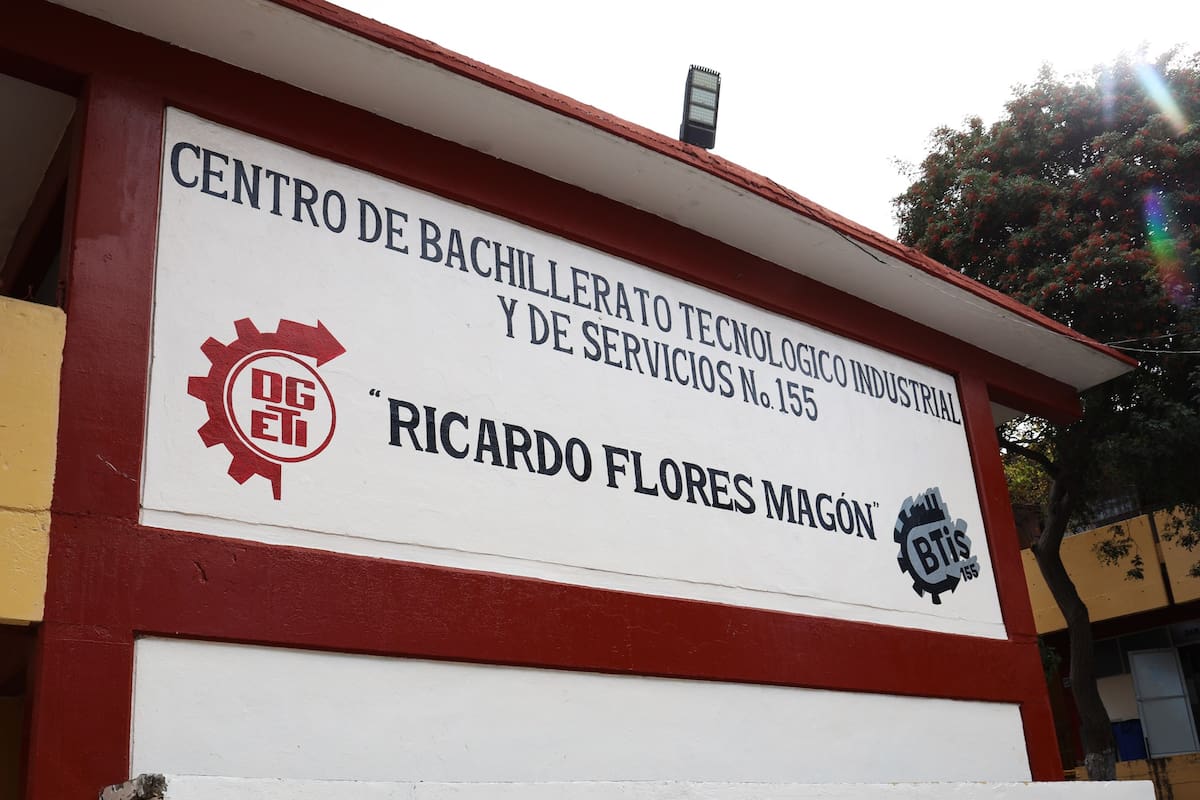 CENTRO DE BACHILLERATO TECNOLOGICO INDUSTRIAL
Y DE SERVICIOS No. 155
DG
ETi
"RICARDO FLORES MAGÓN"
BTis
155